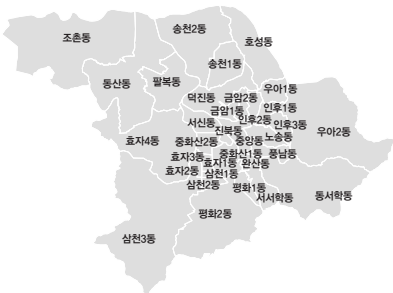 송천2동
조촌동
호성동
송천1동
동산동
팔복동
우아1동
덕진동
금암2동
금암1동
인후1동
서신동
인후2동
인후3동
진북동
우아2동
효자4동
중화산2동
중앙동
노송동
효자3동
중화산1동
풍남동
효자1동
완산동
효자2동
삼천1동
삼천2동
평화1동
서서학동
동서학동
평화2동
삼천3동